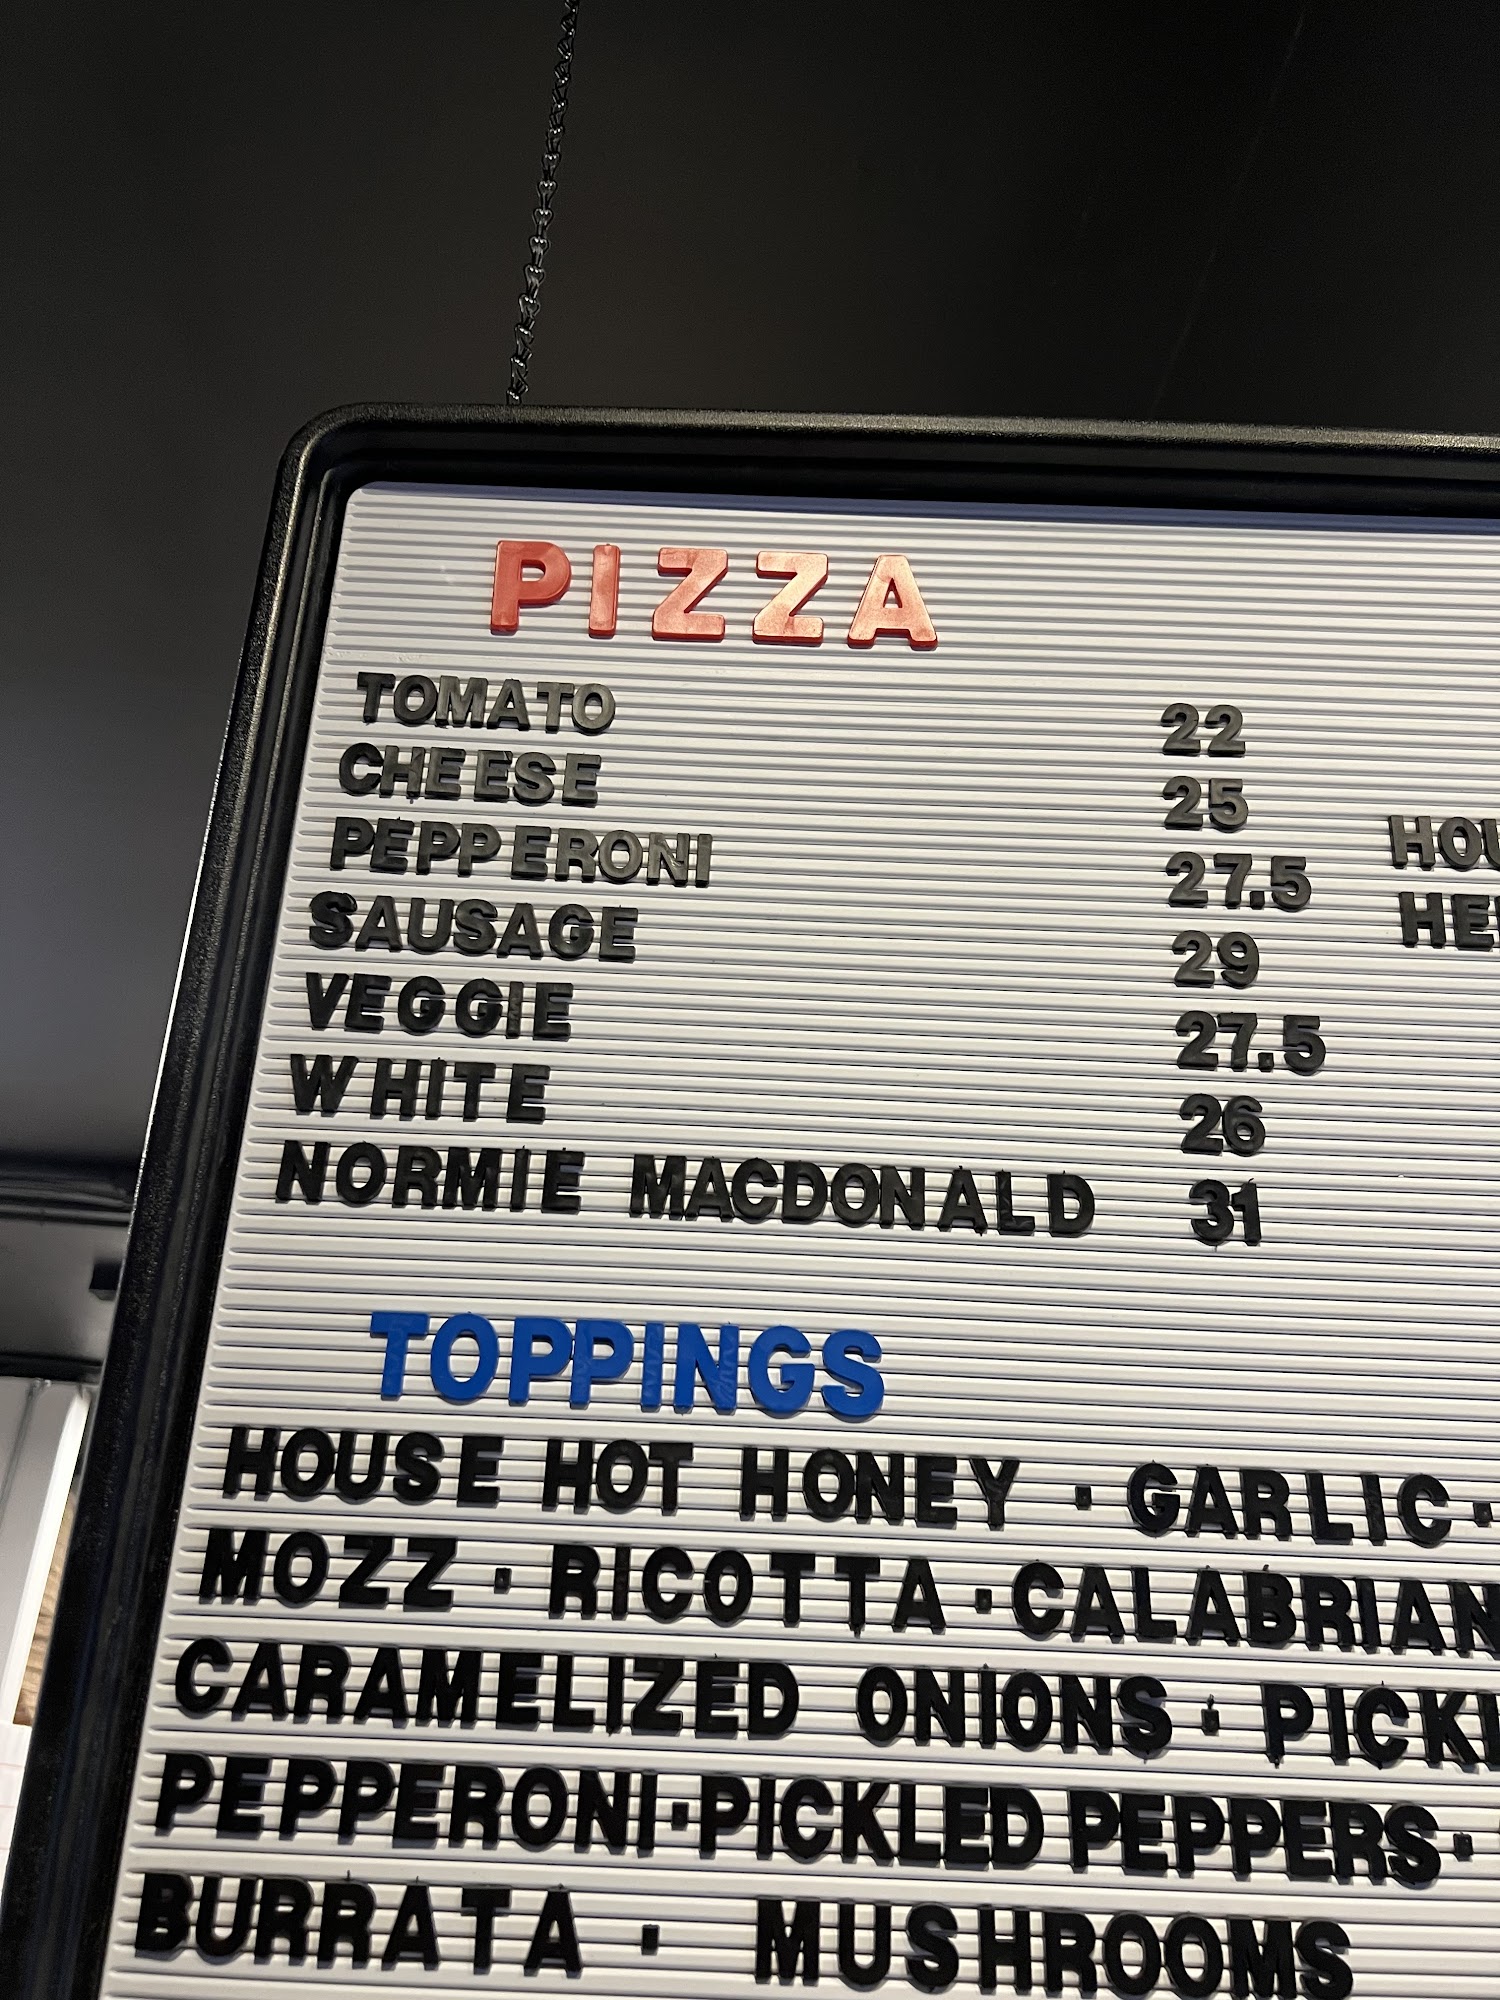 PIZZA
TOMATO 22
CHEESE 25
PEPPERONI 27.5
SAUSAGE 29
VEGGIE 27.5
WHITE 26
NORMIE MACDONALD 31
TOPPINGS
HOUSE HOT HONEY · GARLIC ·
MOZZ · RICOTTA · CALABRIAN
CARAMELIZED ONIONS ·
PEPPERONI · PICKLED PEPPERS ·
BURRATA · MUSHROOMS